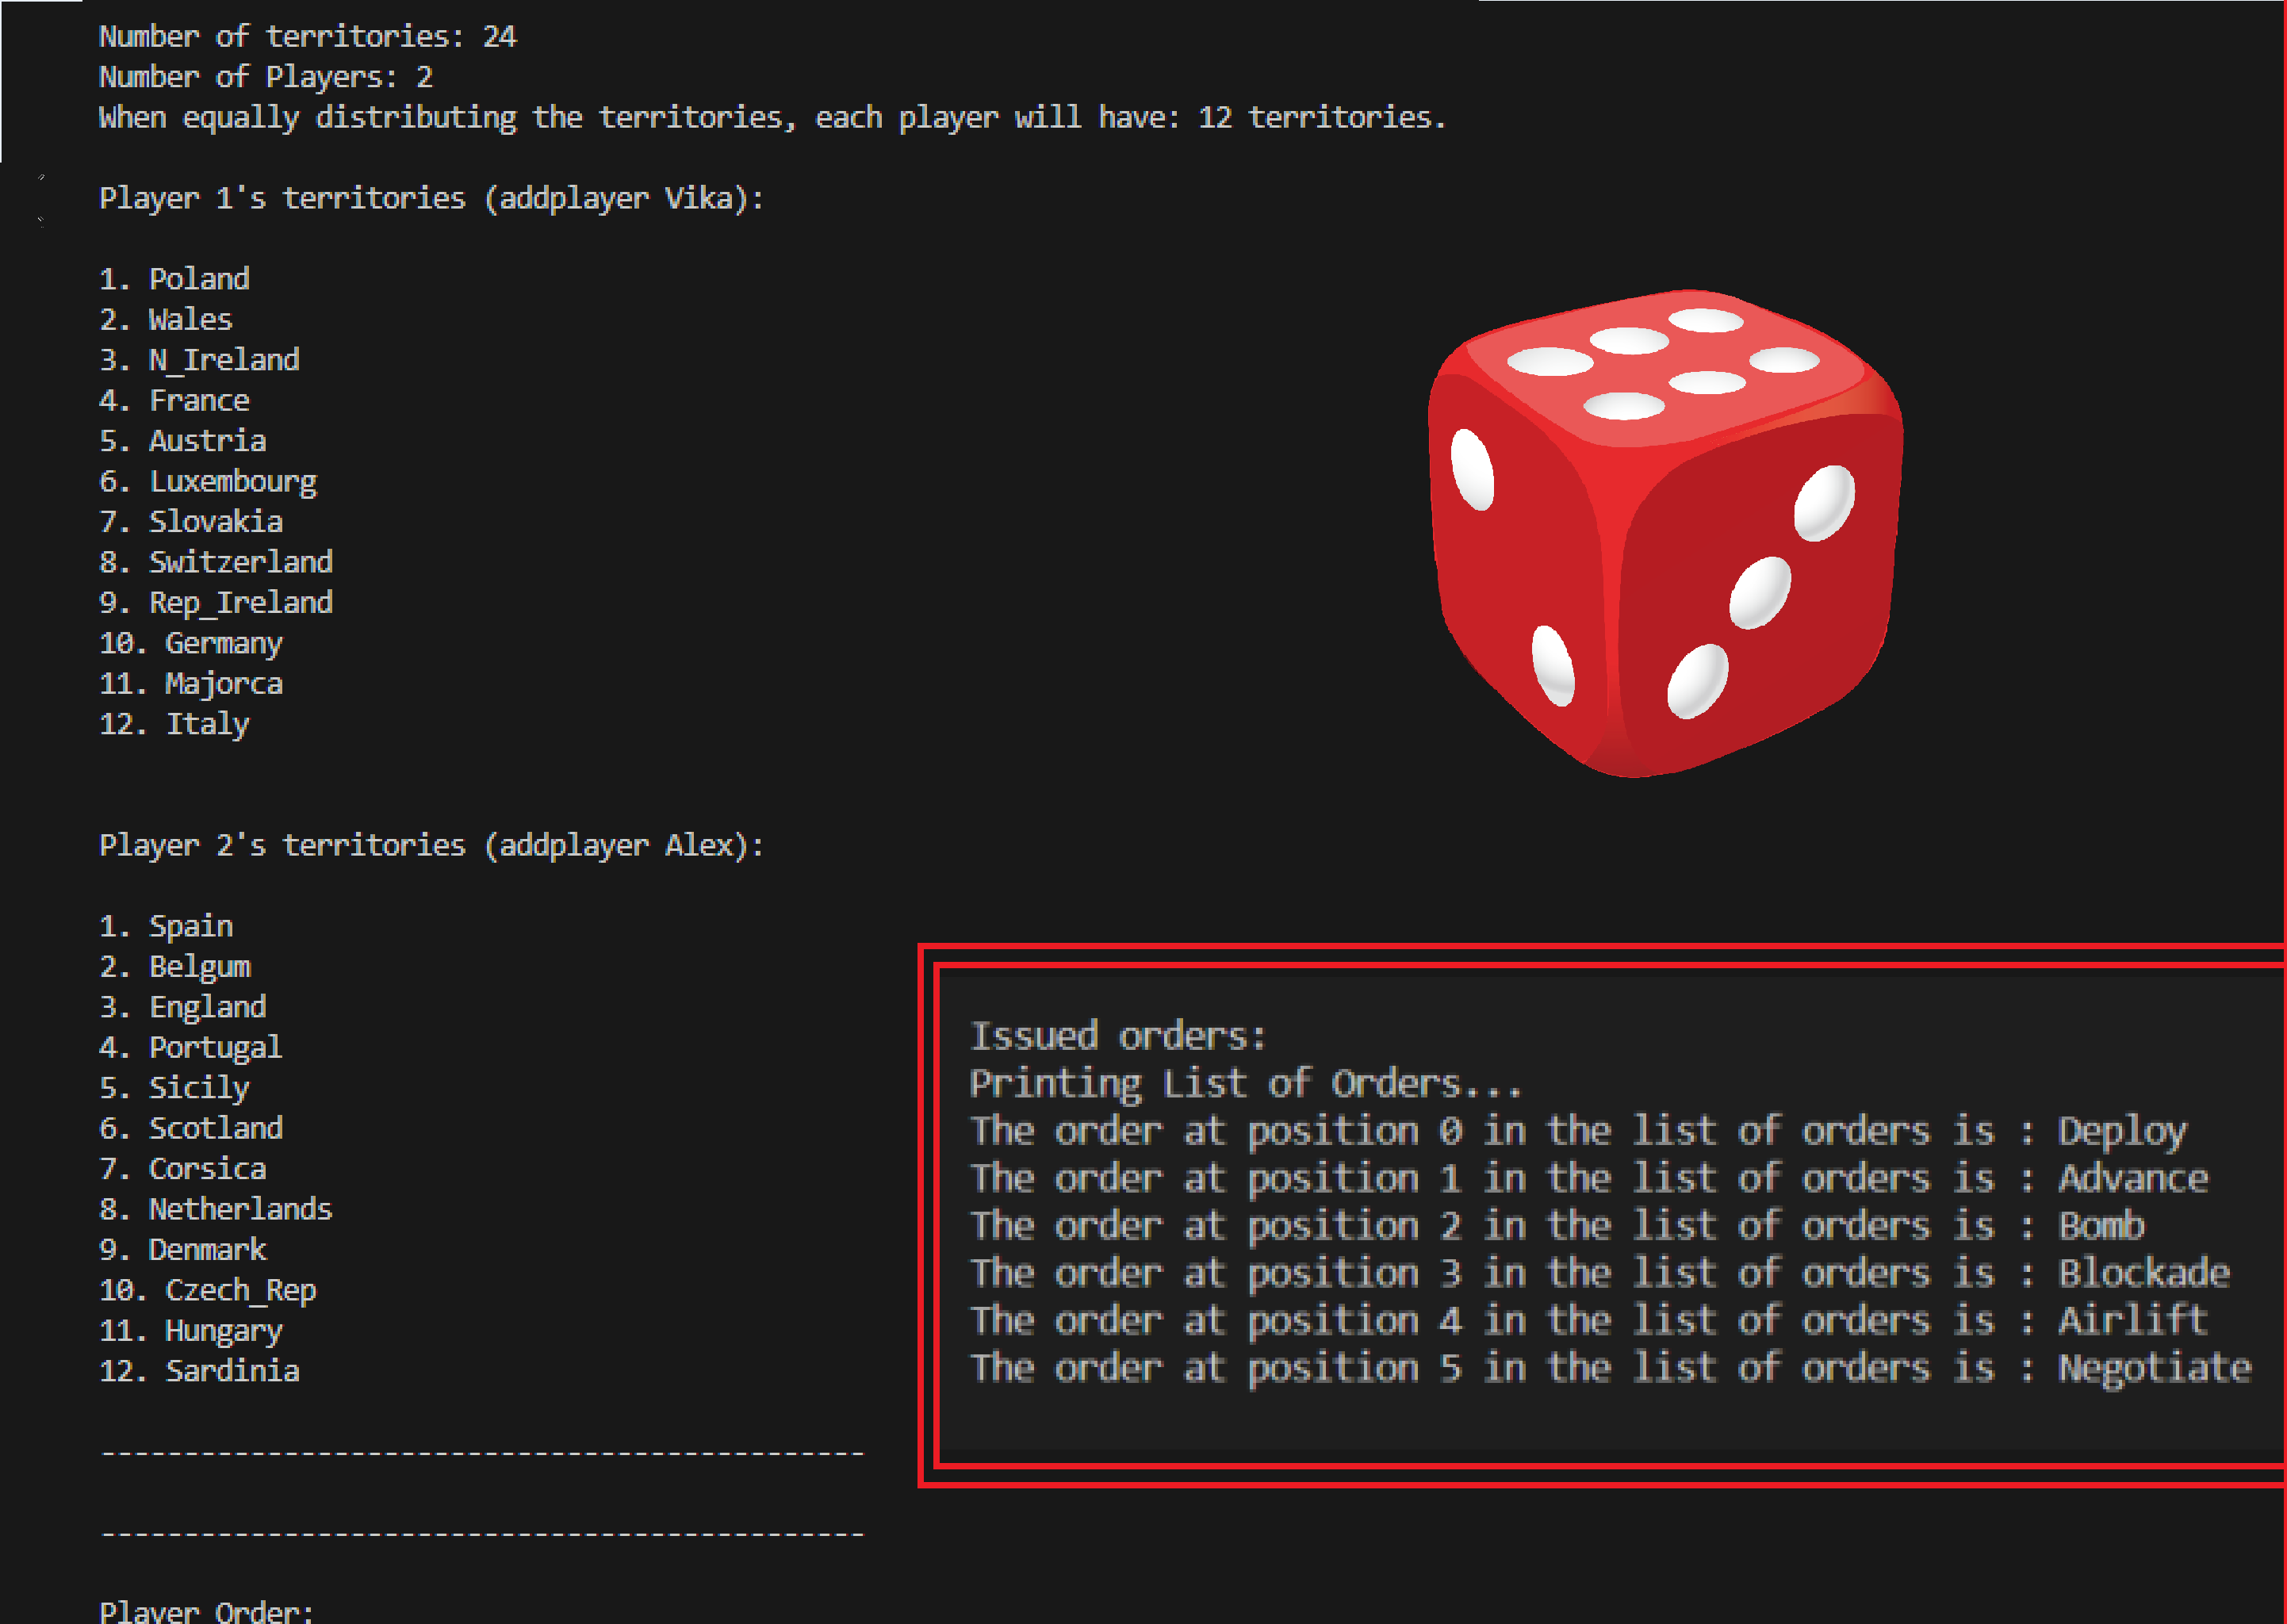 Number of territories: 24
Number of Players: 2
When equally distributing the territories, each player will have: 12 territories.
Player 1's territories (addplayer Vika):
1. Poland
2. Wales
3. N_Ireland
4. France
5. Austria
6. Luxembourg
7. Slovakia
8. Switzerland
9. Rep_Ireland
10. Germany
11. Majorca
12. Italy
Player 2's territories (addplayer Alex):
1. Spain
2. Belgum
3. England
4. Portugal
5. Sicily
6. Scotland
7. Corsica
8. Netherlands
9. Denmark
10. Czech_Rep
11. Hungary
12. Sardinia
----------------------------------------------
----------------------------------------------
Player Order:
Issued orders:
Printing List of Orders...
The order at position 0 in the list of orders is : Deploy
The order at position 1 in the list of orders is : Advance
The order at position 2 in the list of orders is : Bomb
The order at position 3 in the list of orders is : Blockade
The order at position 4 in the list of orders is : Airlift
The order at position 5 in the list of orders is : Negotiate